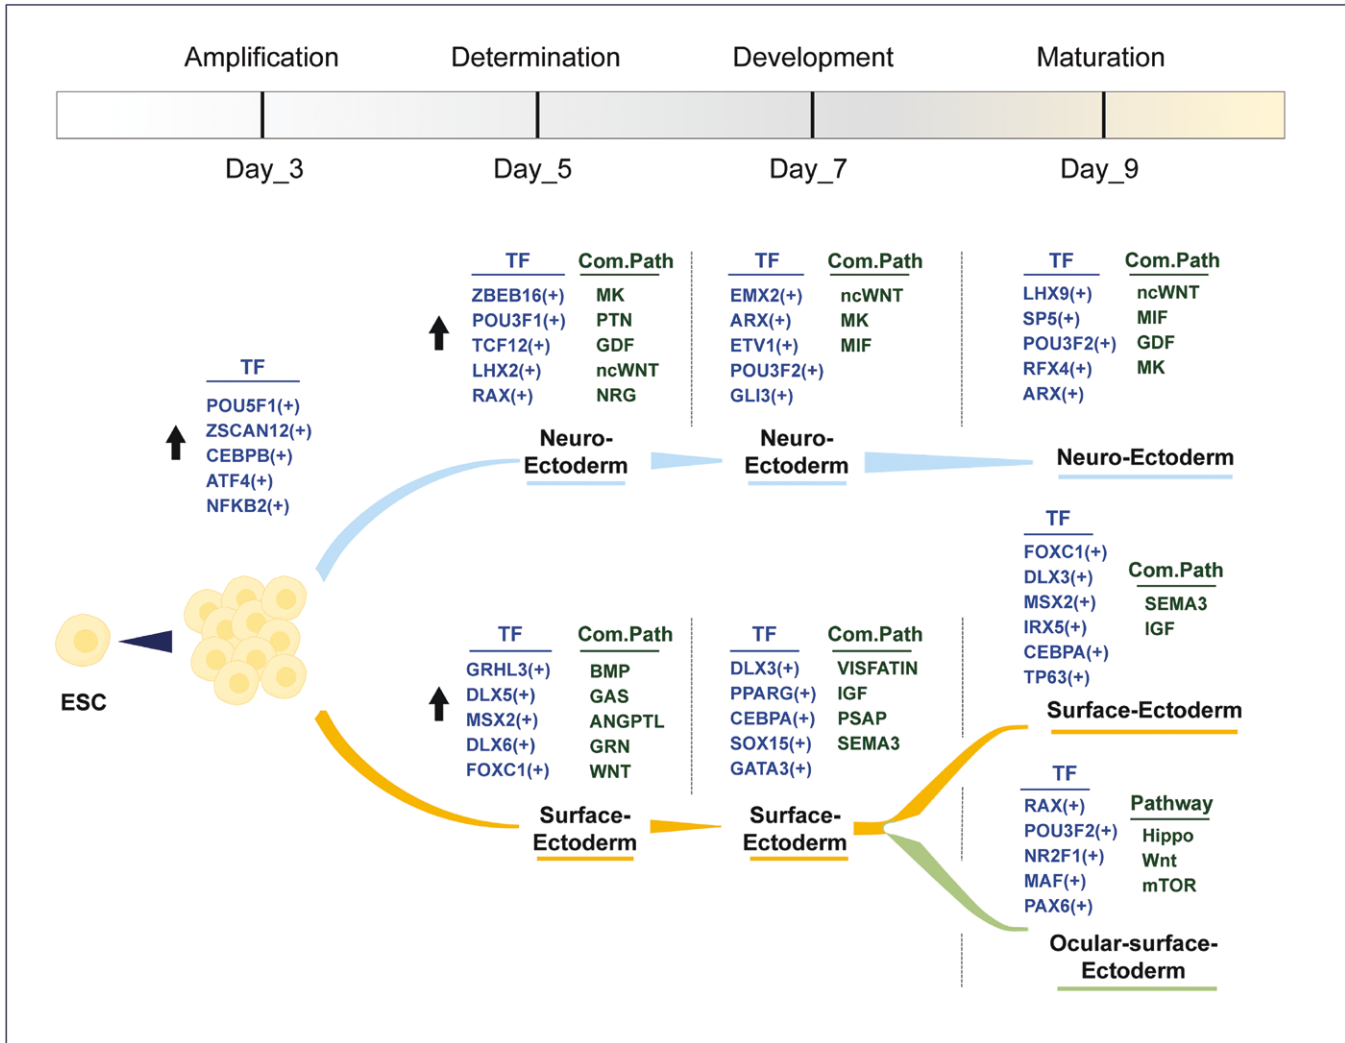 Amplification
Determination
Development
Maturation
Day_3
Day_5
Day_7
Day_9
TF
POU5F1(+)
ZSCAN12(+)
CEBPB(+)
ATF4(+)
NFKB2(+)
TF
ZBEB16(+)
POU3F1(+)
TCF12(+)
LHX2(+)
RAX(+)
Com.Path
MK
PTN
GDF
ncWNT
NRG
Neuro-
Ectoderm
TF
EMX2(+)
ARX(+)
ETV1(+)
POU3F2(+)
GLI3(+)
Com.Path
ncWNT
MK
MIF
Neuro-
Ectoderm
TF
LHX9(+)
SP5(+)
POU3F2(+)
RFX4(+)
ARX(+)
Com.Path
ncWNT
MIF
GDF
MK
Neuro-Ectoderm
ESC
TF
GRHL3(+)
DLX5(+)
MSX2(+)
DLX6(+)
FOXC1(+)
Com.Path
BMP
GAS
ANGPTL
GRN
WNT
Surface-
Ectoderm
TF
DLX3(+)
PPARG(+)
CEBPA(+)
SOX15(+)
GATA3(+)
Com.Path
VISFATIN
IGF
PSAP
SEMA3
Surface-
Ectoderm
TF
FOXC1(+)
DLX3(+)
MSX2(+)
IRX5(+)
CEBPA(+)
TP63(+)
Com.Path
SEMA3
IGF
Surface-Ectoderm
TF
RAX(+)
POU3F2(+)
NR2F1(+)
MAF(+)
PAX6(+)
Pathway
Hippo
Wnt
mTOR
Ocular-surface-
Ectoderm